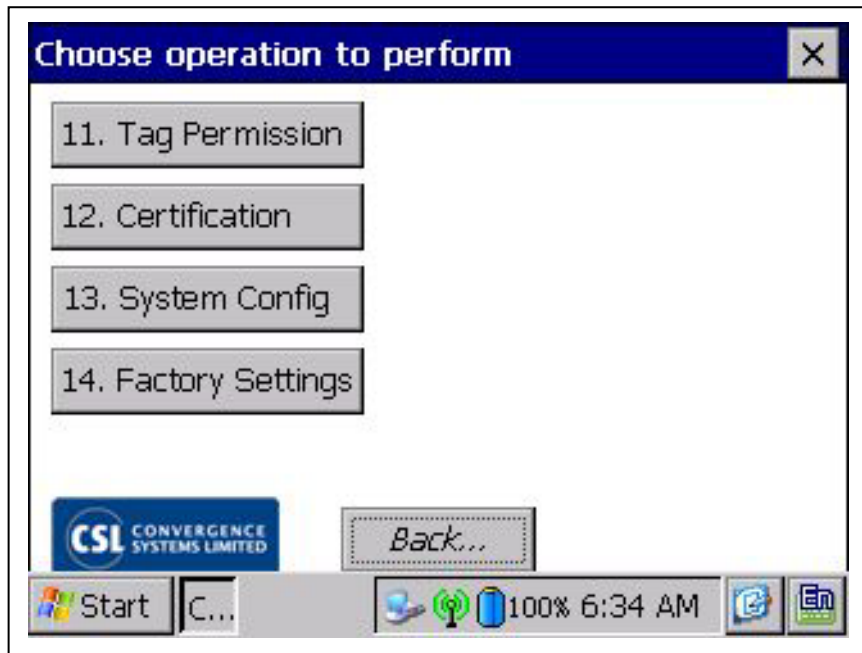 Choose operation to perform
11. Tag Permission
12. Certification
13. System Config
14. Factory Settings
CSL CONVERGENCE
SYSTEMS LIMITED
Back...
Start C... 100% 6:34 AM En